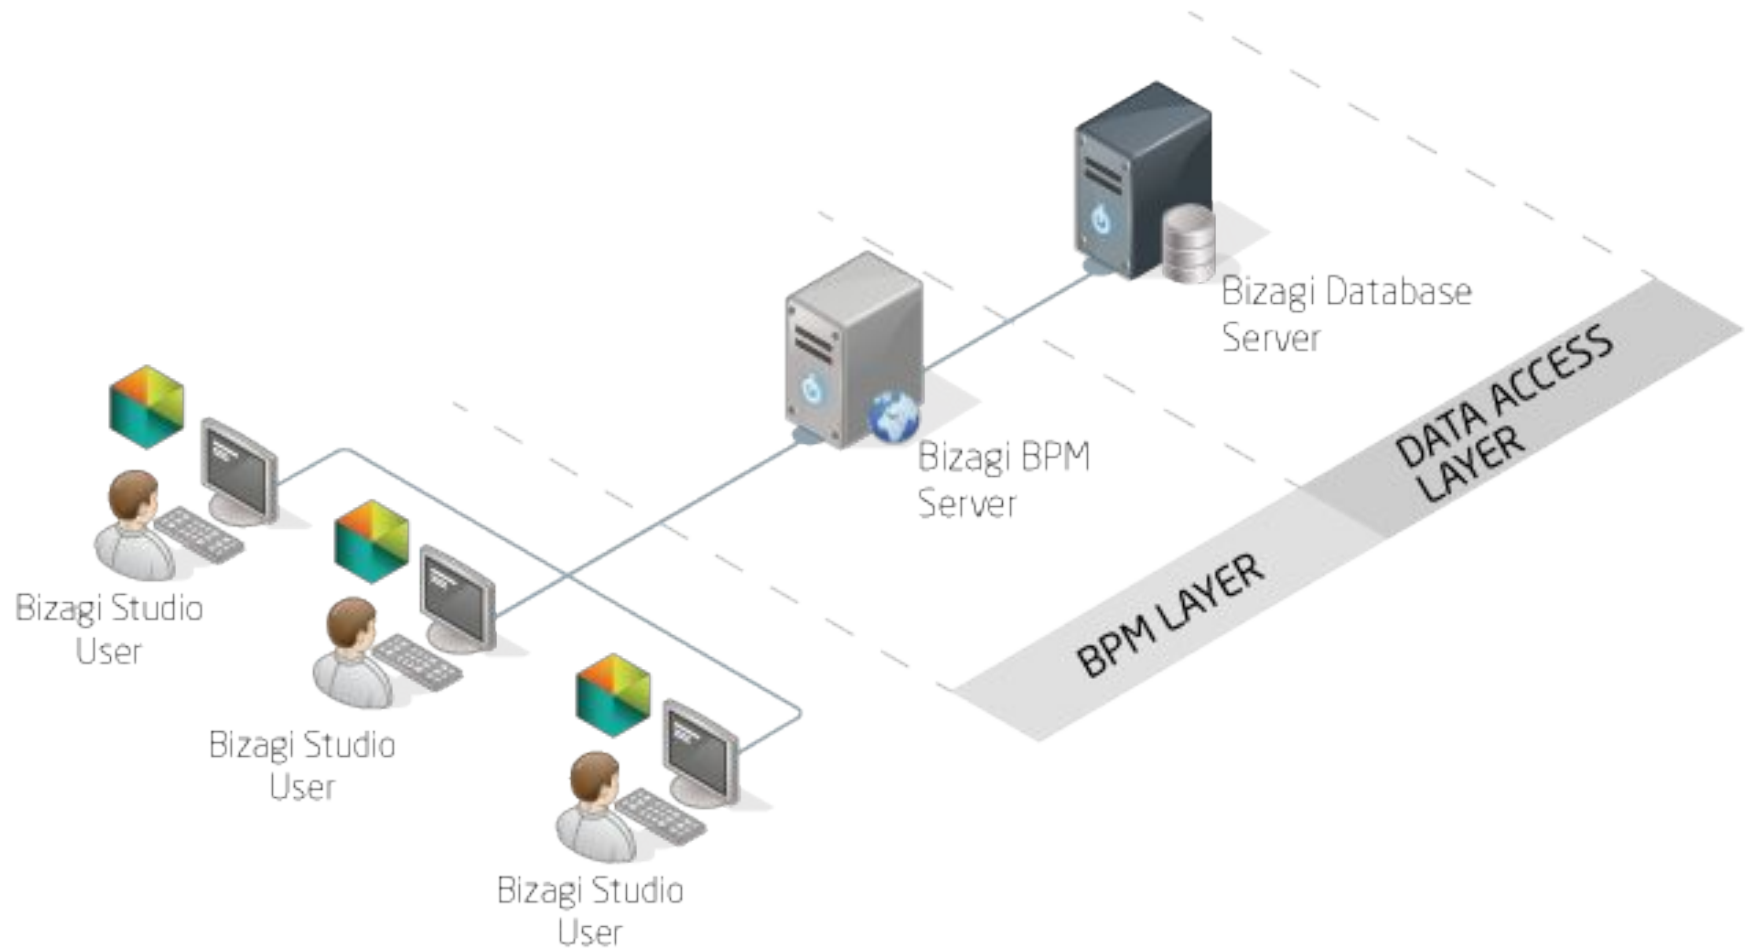 Bizagi Database
Server
DATA ACCESS
LAYER
Bizagi BPM
Server
BPM LAYER
Bizagi Studio
User
Bizagi Studio
User
Bizagi Studio
User